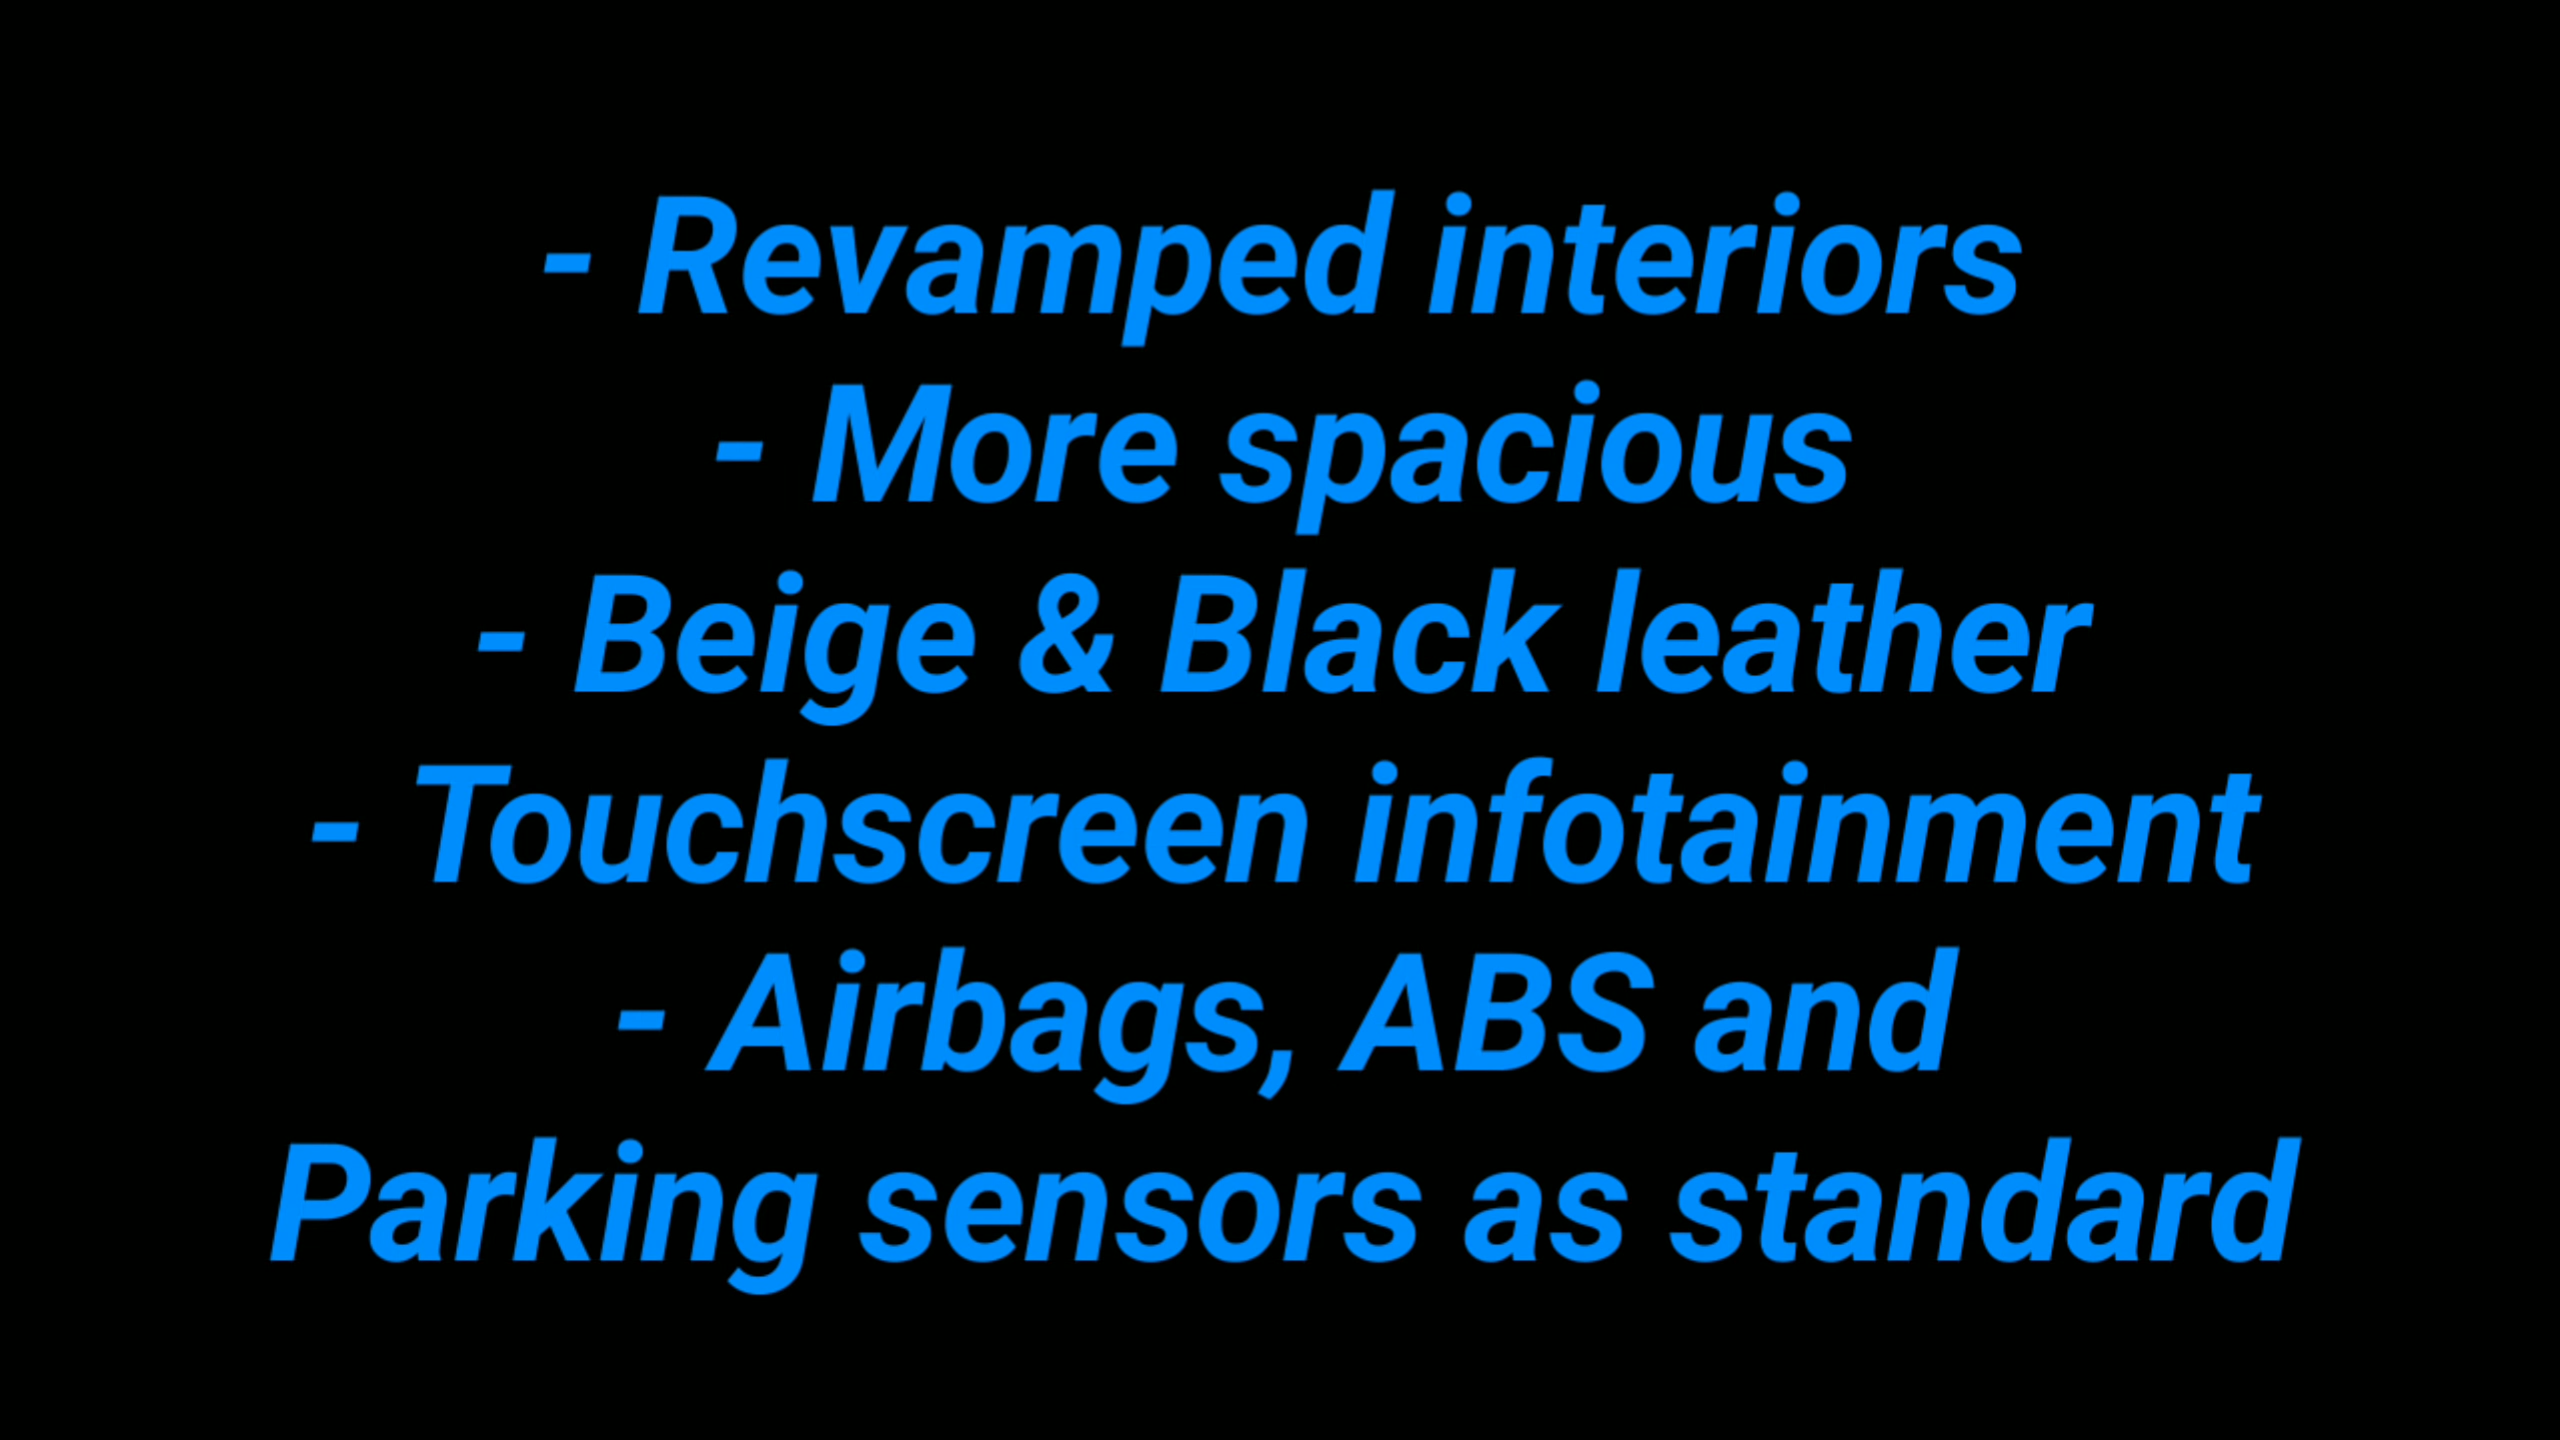 - Revamped interiors
- More spacious
- Beige & Black leather
- Touchscreen infotainment
- Airbags, ABS and
Parking sensors as standard